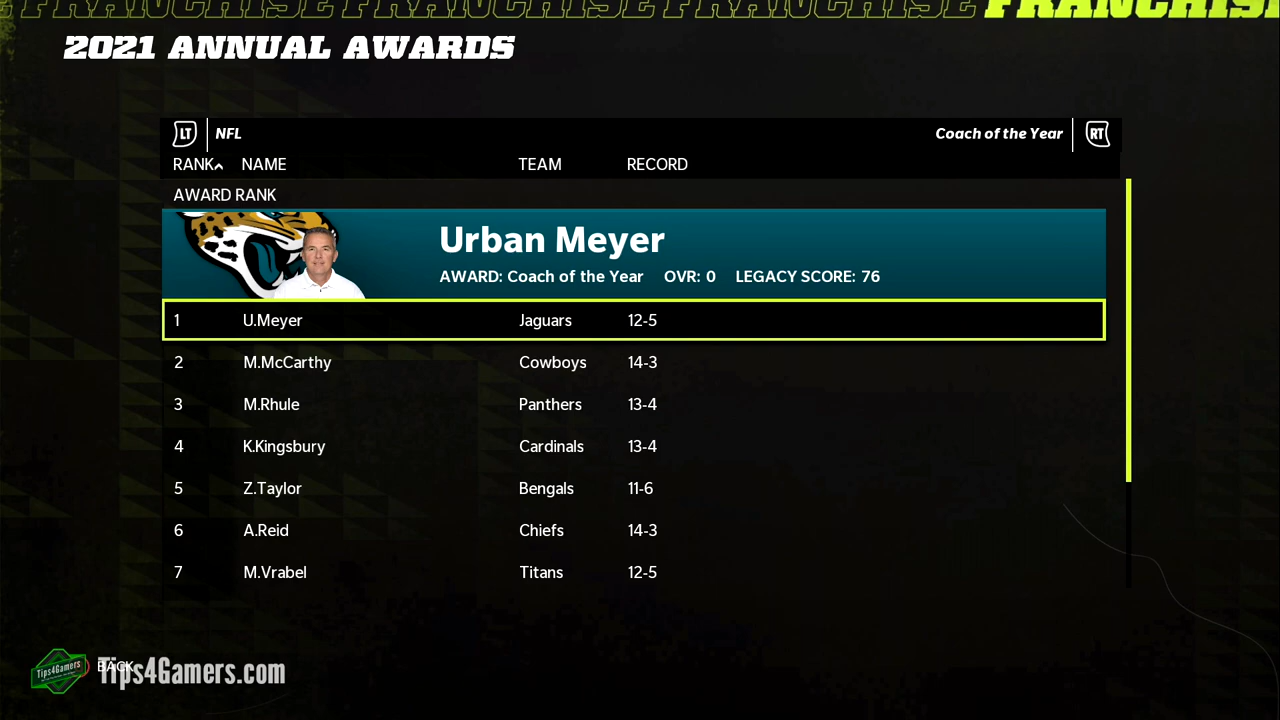 FRANCHISE FRANCHISE FRANCHISE FRANCHISE
2021 ANNUAL AWARDS
LT NFL Coach of the Year RT
RANK NAME TEAM RECORD
AWARD RANK
Urban Meyer
AWARD: Coach of the Year OVR: 0 LEGACY SCORE: 76
1 U.Meyer Jaguars 12-5
2 M.McCarthy Cowboys 14-3
3 M.Rhule Panthers 13-4
4 K.Kingsbury Cardinals 13-4
5 Z.Taylor Bengals 11-6
6 A.Reid Chiefs 14-3
7 M.Vrabel Titans 12-5
Tips4Gamers BACK Tips4Gamers.com